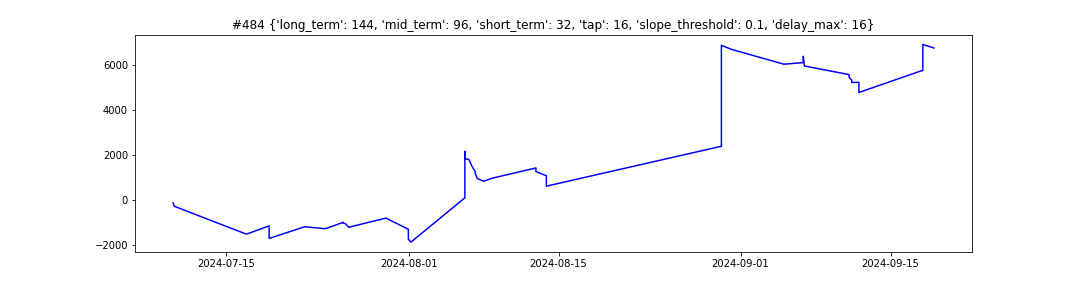 #484 {'long_term': 144, 'mid_term': 96, 'short_term': 32, 'tap': 16, 'slope_threshold': 0.1, 'delay_max': 16}
6000
4000
2000
0
−2000
2024-07-15 2024-08-01 2024-08-15 2024-09-01 2024-09-15